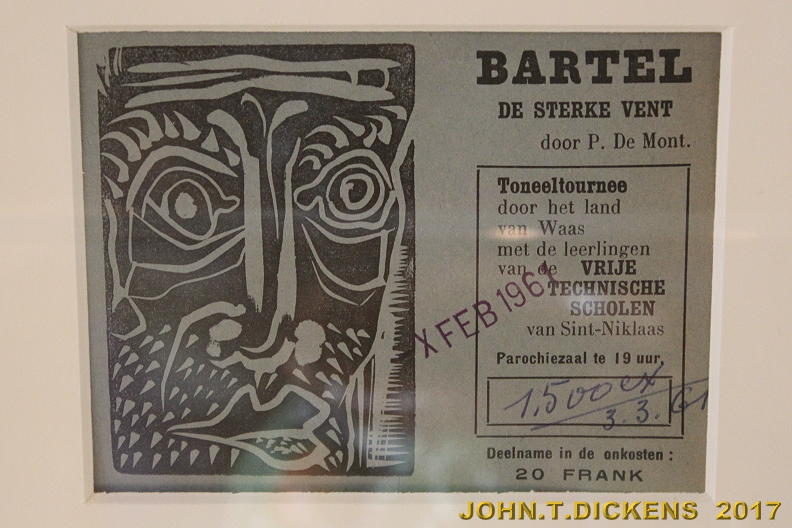 BARTEL
DE STERKE VENT
door P. De Mont.
Toneeltournee
door het land
van Waas
met de leerlingen
van de VRIJE
TECHNISCHE
SCHOLEN
van Sint-Niklaas
X FEB 1961
Parochiezaal te 19 uur.
1.500 ex
3.3.61
Deelname in de onkosten :
20 FRANK
JOHN.T.DICKENS 2017